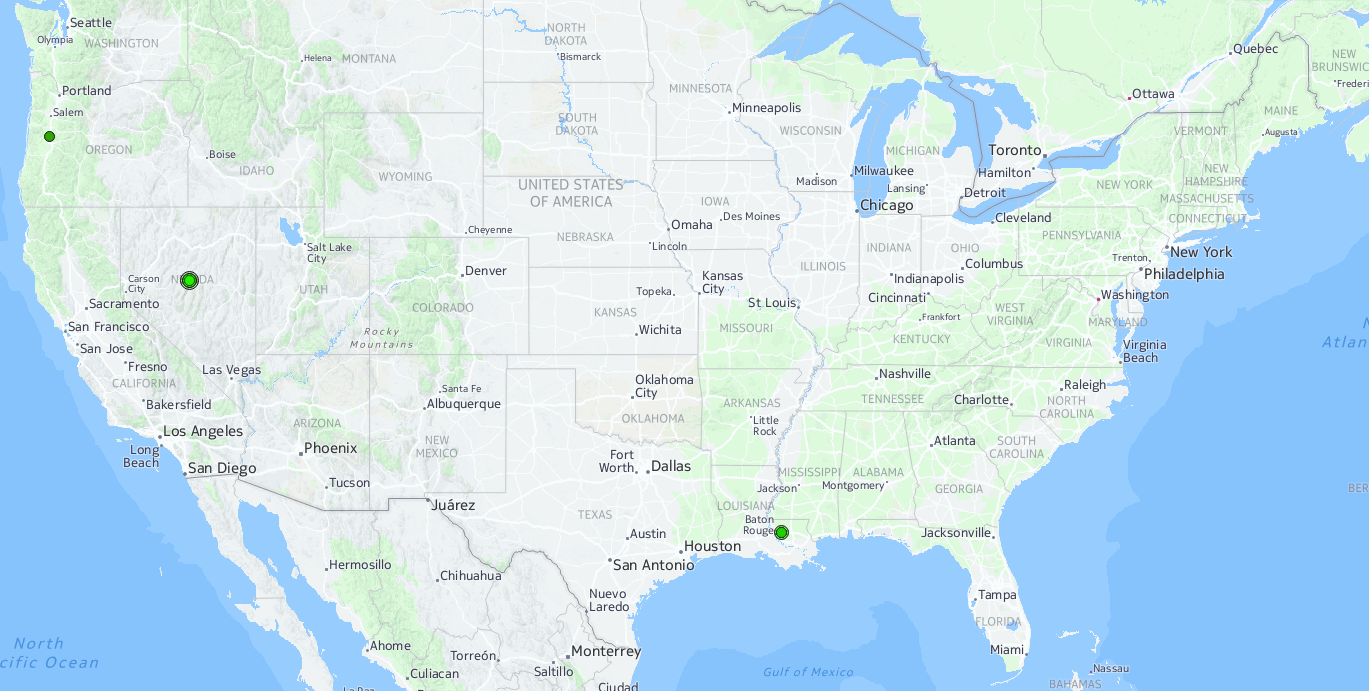 Seattle
Olympia
WASHINGTON
Helena
MONTANA
NORTH
DAKOTA
Bismarck
Quebec
NEW
BRUNSWIC
Frederi
Portland
Salem
MINNESOTA
Minneapolis
Ottawa
MAINE
OREGON
Boise
IDAHO
SOUTH
DAKOTA
WISCONSIN
MICHIGAN
Toronto
VERMONT
Augusta
WYOMING
UNITED STATES
OF AMERICA
Madison
Milwaukee
Lansing
Hamilton
Detroit
NEW YORK
NEW
HAMPSHIRE
MASSACHUSETTS
CONNECTICUT
IOWA
Chicago
Cleveland
Cheyenne
NEBRASKA
Omaha
Des Moines
Lincoln
INDIANA
OHIO
PENNSYLVANIA
Salt Lake
City
Denver
ILLINOIS
Indianapolis
Columbus
Trenton
New York
Philadelphia
Carson
City
UTAH
Topeka
Kansas
City
St Louis
Cincinnati
Washington
Sacramento
COLORADO
KANSAS
Wichita
MISSOURI
Frankfort
WEST
VIRGINIA
MARYLAND
San Francisco
San Jose
Fresno
Rocky
Mountains
KENTUCKY
VIRGINIA
Virginia
Beach
Atlan
CALIFORNIA
Las Vegas
Bakersfield
Santa Fe
Albuquerque
Oklahoma
City
OKLAHOMA
ARKANSAS
Little
Rock
Nashville
TENNESSEE
Charlotte
Raleigh
NORTH
CAROLINA
Los Angeles
Long
Beach
ARIZONA
Phoenix
NEW
MEXICO
SOUTH
CAROLINA
Atlanta
San Diego
Tucson
Fort
Worth
Dallas
MISSISSIPPI
ALABAMA
Jackson
Montgomery
GEORGIA
BER
Juárez
TEXAS
LOUISIANA
Baton
Rouge
Austin
Houston
San Antonio
Jacksonville
Hermosillo
Chihuahua
Nuevo
Laredo
Tampa
FLORIDA
Miami
North
cific Ocean
Ahome
Culiacan
Torreón
Monterrey
Saltillo
Ciudad
Gulf of Mexico
Nassau
BAHAMAS